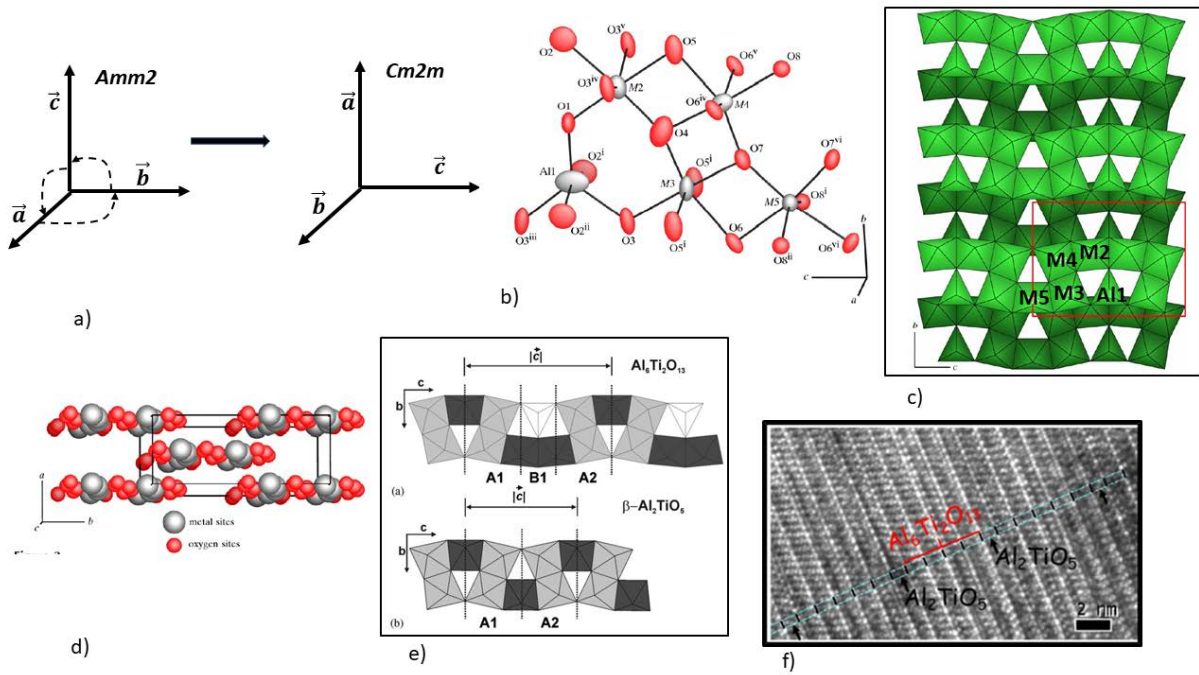 Amm2
Cm2m
c⃗
b⃗
a⃗
a⃗
c⃗
b⃗
a)
O2
O3ᵛ
O5
O6ᵛ
O8
O3ⁱᵛ
M2
O6ⁱᵛ
M4
O1
O4
O7
O7ᵛⁱ
O2ⁱ
O5ⁱ
Al1
M3
M5
O8ⁱ
O3ⁱⁱⁱ
O2ⁱⁱ
O3
O5ⁱ
O6
O8ⁱⁱ
O6ᵛⁱ
b
c
a
b)
M4 M2
M5 M3 Al1
b
c
c)
a
c
b
metal sites
oxygen sites
d)
|c⃗|
Al₆Ti₂O₁₃
c
b
A1 B1 A2
(a)
|c⃗|
β–Al₂TiO₅
c
b
A1 A2
(b)
e)
Al₆Ti₂O₁₃
Al₂TiO₅
Al₂TiO₅
2 nm
f)